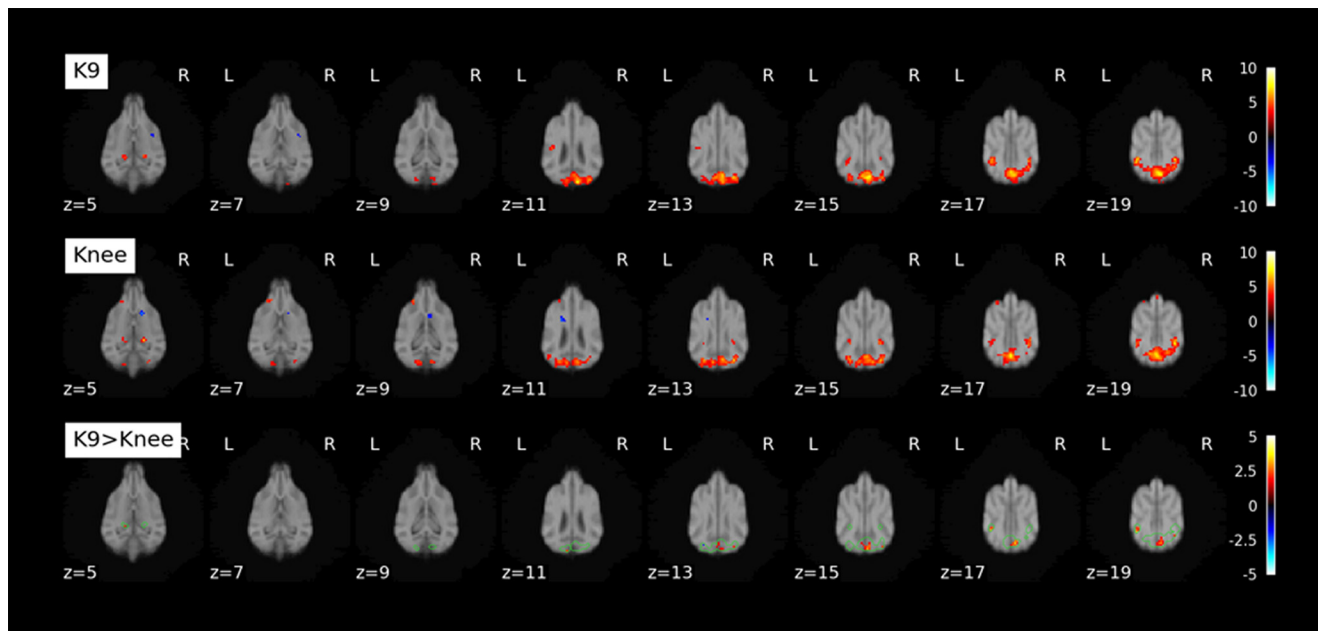 K9 R L R L R L R L R L R L R L R 10
5
0
-5
z=5 z=7 z=9 z=11 z=13 z=15 z=17 z=19 -10
Knee R L R L R L R L R L R L R L R 10
5
0
-5
z=5 z=7 z=9 z=11 z=13 z=15 z=17 z=19 -10
K9>Knee R L R L R L R L R L R L R L R 5
2.5
0
-2.5
z=5 z=7 z=9 z=11 z=13 z=15 z=17 z=19 -5